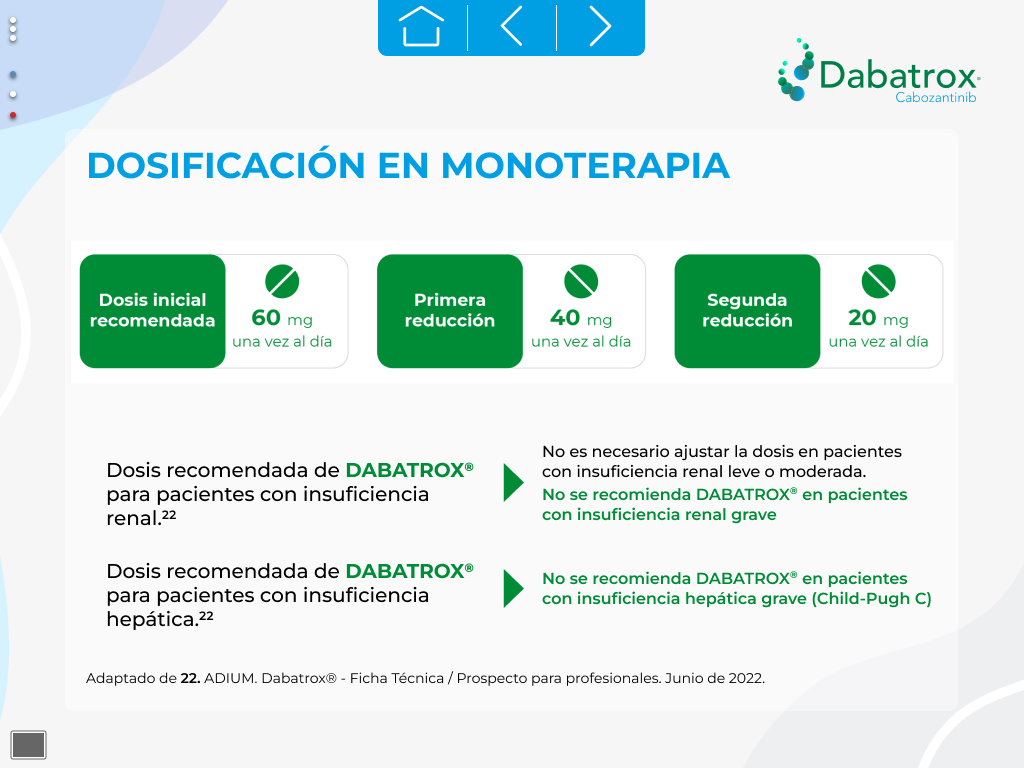 Dabatrox
Cabozantinib
DOSIFICACIÓN EN MONOTERAPIA
Dosis inicial
recomendada
60 mg
una vez al día
Primera
reducción
40 mg
una vez al día
Segunda
reducción
20 mg
una vez al día
Dosis recomendada de DABATROX®
para pacientes con insuficiencia
renal.²²
No es necesario ajustar la dosis en pacientes
con insuficiencia renal leve o moderada.
No se recomienda DABATROX® en pacientes
con insuficiencia renal grave
Dosis recomendada de DABATROX®
para pacientes con insuficiencia
hepática.²²
No se recomienda DABATROX® en pacientes
con insuficiencia hepática grave (Child-Pugh C)
Adaptado de 22. ADIUM. Dabatrox® - Ficha Técnica / Prospecto para profesionales. Junio de 2022.